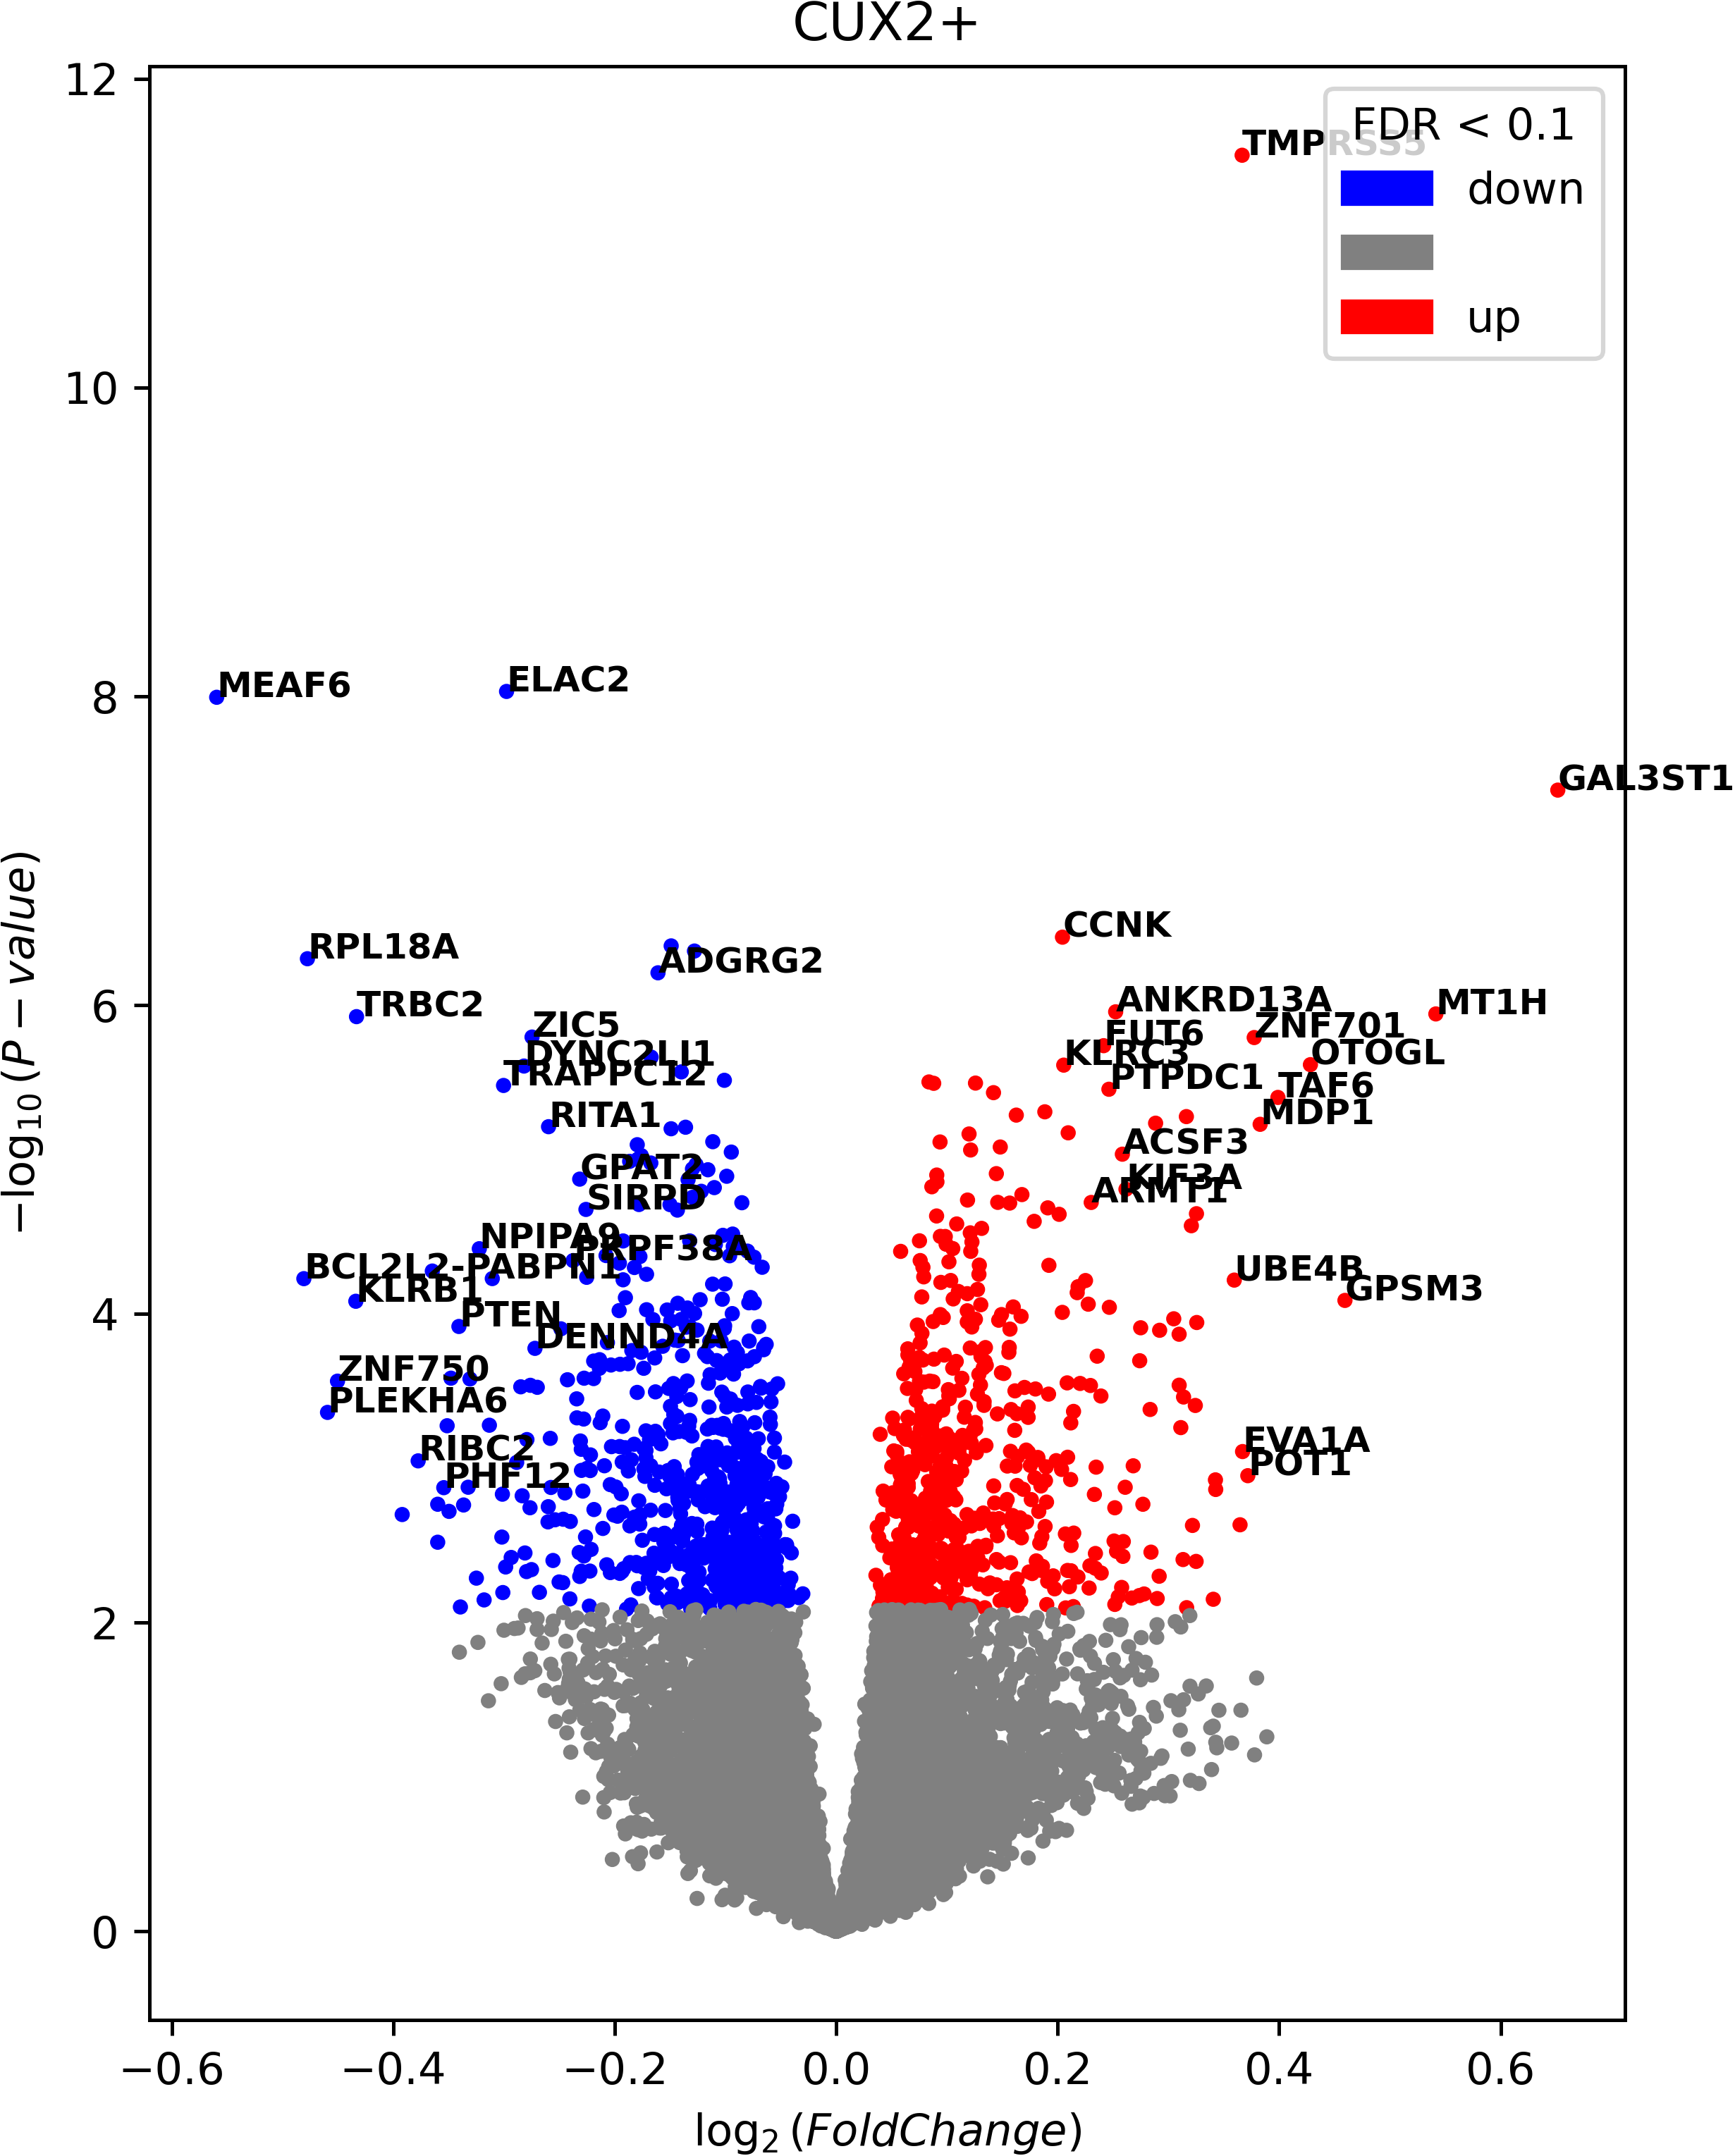 CUX2+
12
10
8
6
4
2
0
−log10 (P − value)
FDR < 0.1
down
up
TMPRSS5
MEAF6
ELAC2
GAL3ST1
CCNK
RPL18A
ADGRG2
TRBC2
ANKRD13A
MT1H
ZIC5
FUT6
ZNF701
DYNC2LI1
KLRC3
OTOGL
TRAPPC12
PTPDC1
TAF6
RITA1
MDP1
ACSF3
GPAT2
KIF3A
SIRPD
ARMT1
NPIPA9
PRPF38A
BCL2L2-PABPN1
UBE4B
KLRB1
GPSM3
PTEN
DENND4A
ZNF750
PLEKHA6
RIBC2
EVA1A
PHF12
POT1
−0.6
−0.4
−0.2
0.0
0.2
0.4
0.6
log2 (FoldChange)